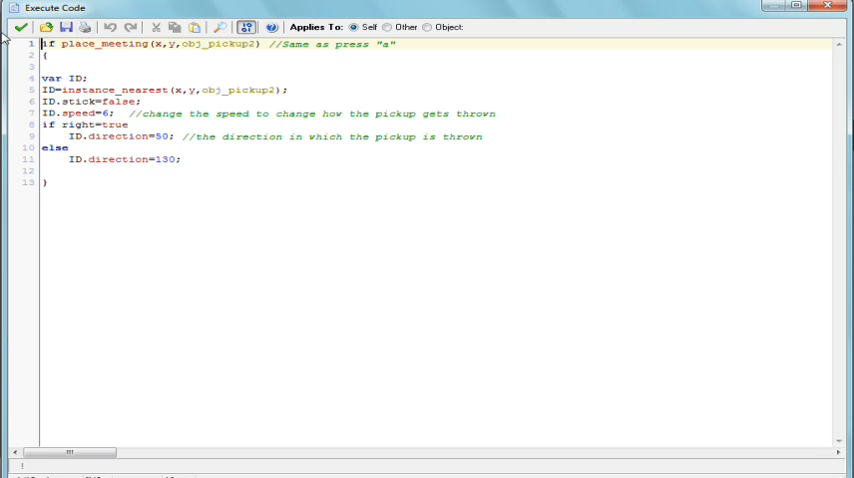 Execute Code
Applies To: Self Other Object:
1 if place_meeting(x,y,obj_pickup2) //Same as press "a"
2 {
3
4 var ID;
5 ID=instance_nearest(x,y,obj_pickup2);
6 ID.stick=false;
7 ID.speed=6; //change the speed to change how the pickup gets thrown
8 if right=true
9 ID.direction=50; //the direction in which the pickup is thrown
10 else
11 ID.direction=130;
12
13 }